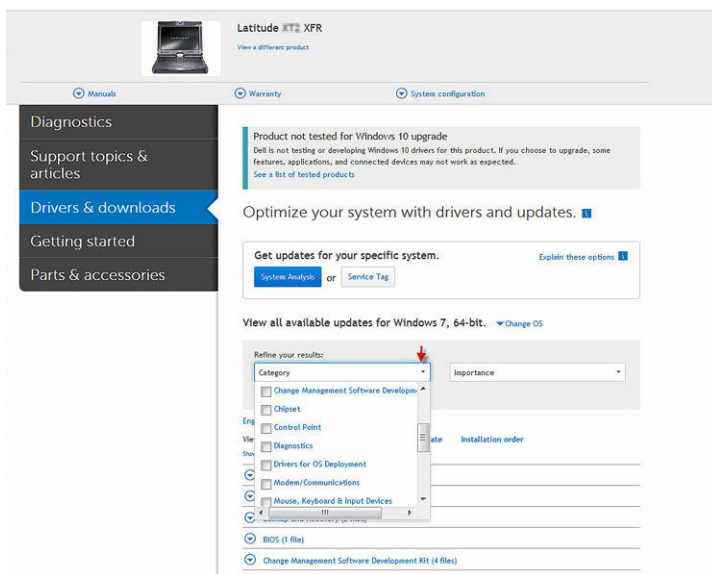 Latitude XT2 XFR
View a different product
Manuals
Warranty
System configuration
Diagnostics
Support topics &
articles
Drivers & downloads
Getting started
Parts & accessories
Product not tested for Windows 10 upgrade
Dell is not testing or developing Windows 10 drivers for this product. If you choose to upgrade, some
features, applications, and connected devices may not work as expected.
See a list of tested products
Optimize your system with drivers and updates.
Get updates for your specific system.
Explain these options
System Analysis or Service Tag
View all available updates for Windows 7, 64-bit. Change OS
Refine your results:
Category
Importance
Change Management Software Developm
Chipset
Control Point
Diagnostics
Drivers for OS Deployment
Modem/Communications
Mouse, Keyboard & Input Devices
Eng
Vie
ate
Installation order
BIOS (1 file)
Change Management Software Development Kit (4 files)